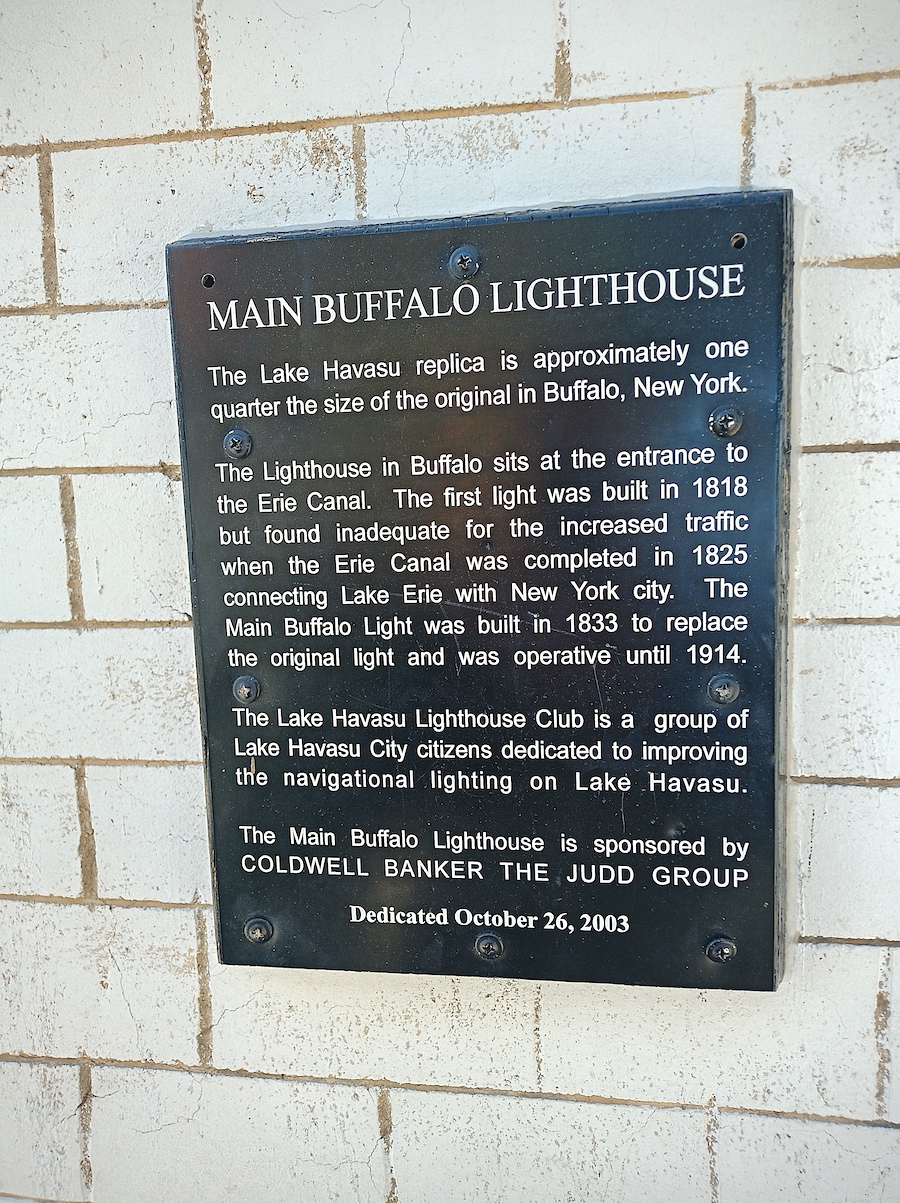 MAIN BUFFALO LIGHTHOUSE
The Lake Havasu replica is approximately one
quarter the size of the original in Buffalo, New York.
The Lighthouse in Buffalo sits at the entrance to
the Erie Canal. The first light was built in 1818
but found inadequate for the increased traffic
when the Erie Canal was completed in 1825
connecting Lake Erie with New York city. The
Main Buffalo Light was built in 1833 to replace
the original light and was operative until 1914.
The Lake Havasu Lighthouse Club is a group of
Lake Havasu City citizens dedicated to improving
the navigational lighting on Lake Havasu.
The Main Buffalo Lighthouse is sponsored by
COLDWELL BANKER THE JUDD GROUP
Dedicated October 26, 2003